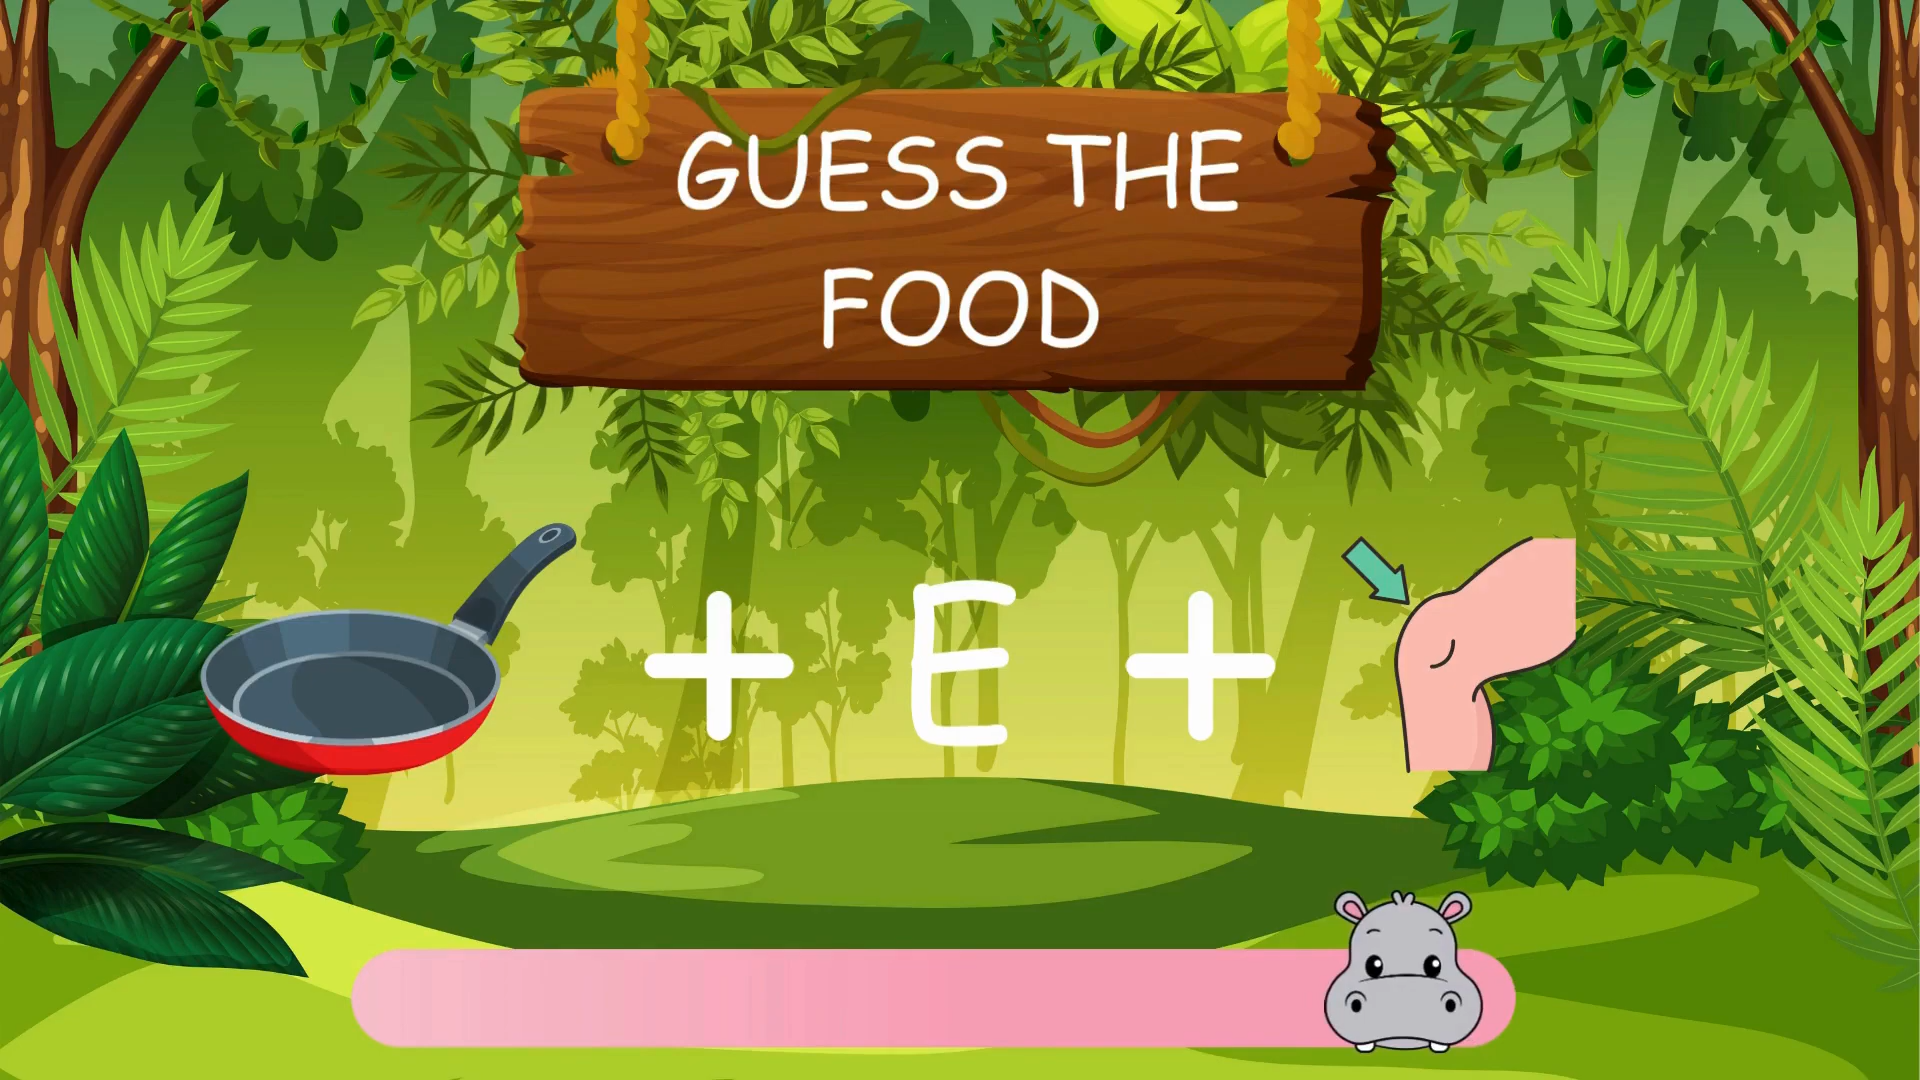 GUESS THE
FOOD
+ E +